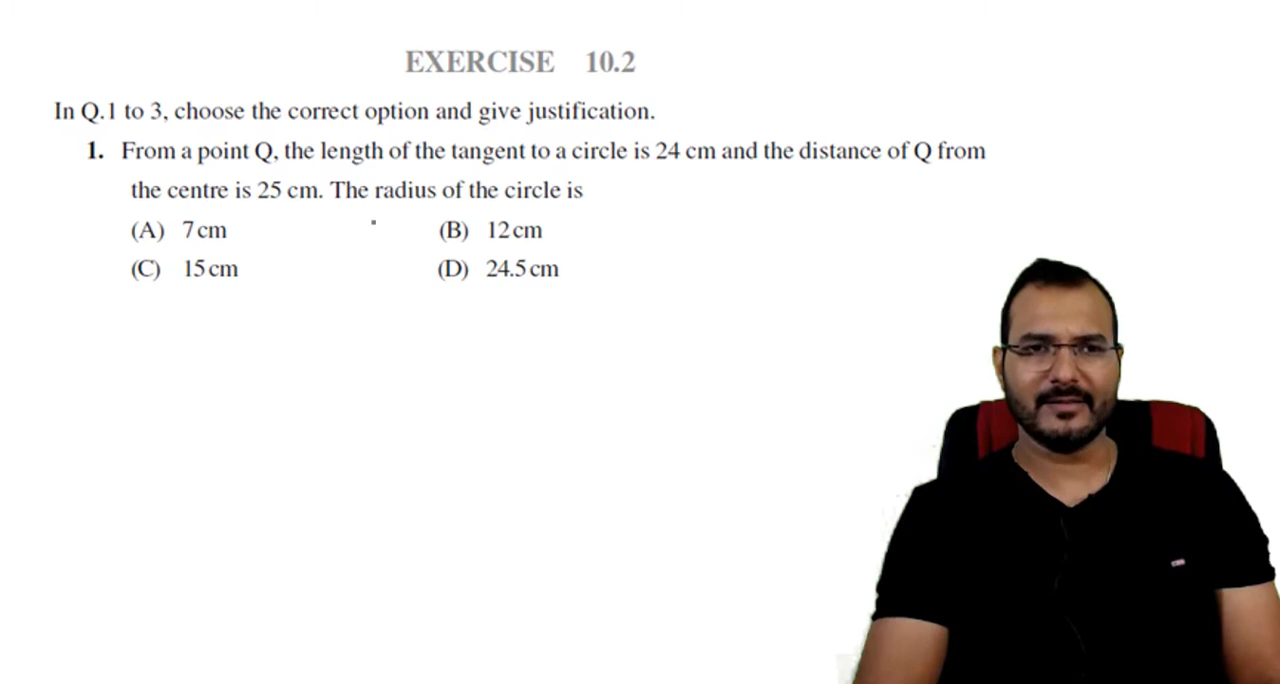 EXERCISE 10.2
In Q.1 to 3, choose the correct option and give justification.
1. From a point Q, the length of the tangent to a circle is 24 cm and the distance of Q from
the centre is 25 cm. The radius of the circle is
(A) 7 cm (B) 12 cm
(C) 15 cm (D) 24.5 cm